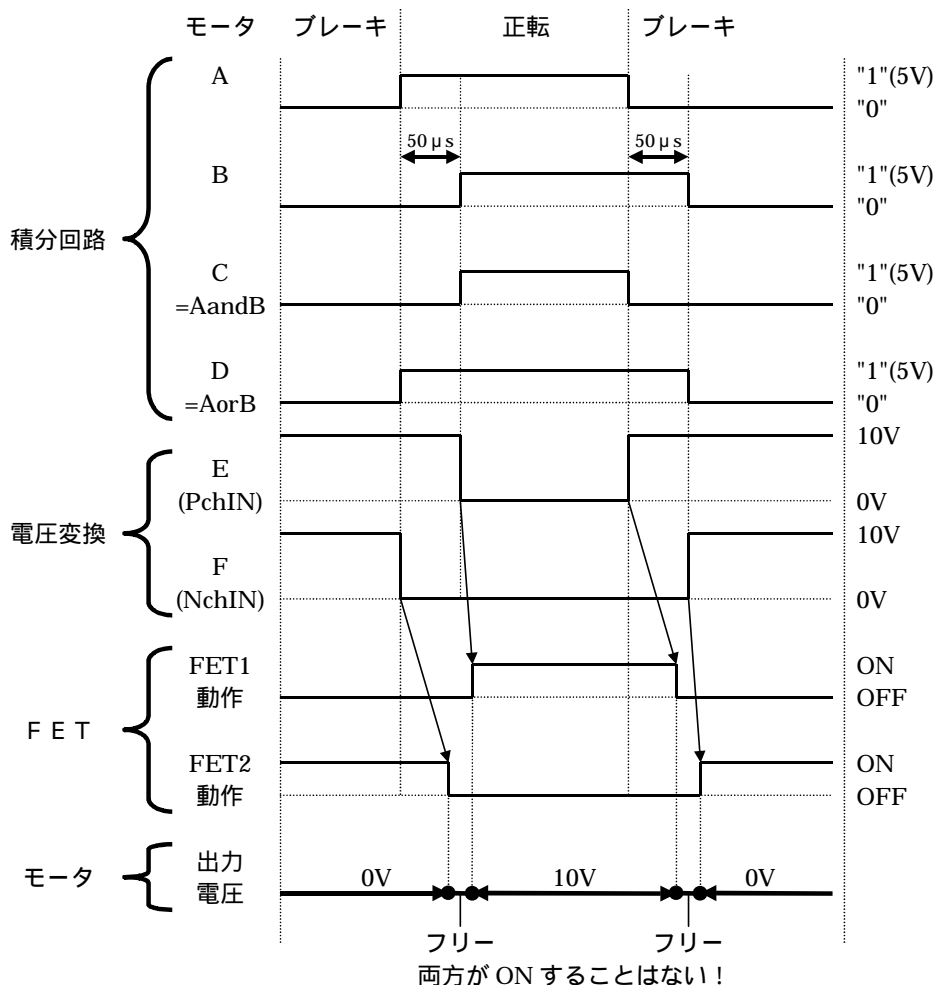 モータ ブレーキ 正転 ブレーキ
A "1"(5V)
"0"
50μs 50μs
B "1"(5V)
"0"
積分回路
C "1"(5V)
=AandB "0"
D "1"(5V)
=AorB "0"
10V
E
(PchIN) 0V
電圧変換 10V
F
(NchIN) 0V
FET1 ON
動作 OFF
FET
FET2 ON
動作 OFF
出力
モータ 0V 10V 0V
電圧
フリー フリー
両方が ON することはない!